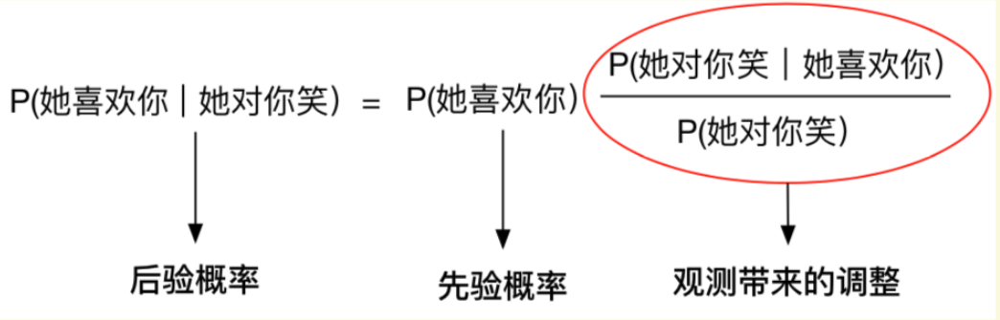 P(她对你笑｜她喜欢你)
P(她喜欢你｜她对你笑) = P(她喜欢你)
P(她对你笑)
后验概率
先验概率
观测带来的调整